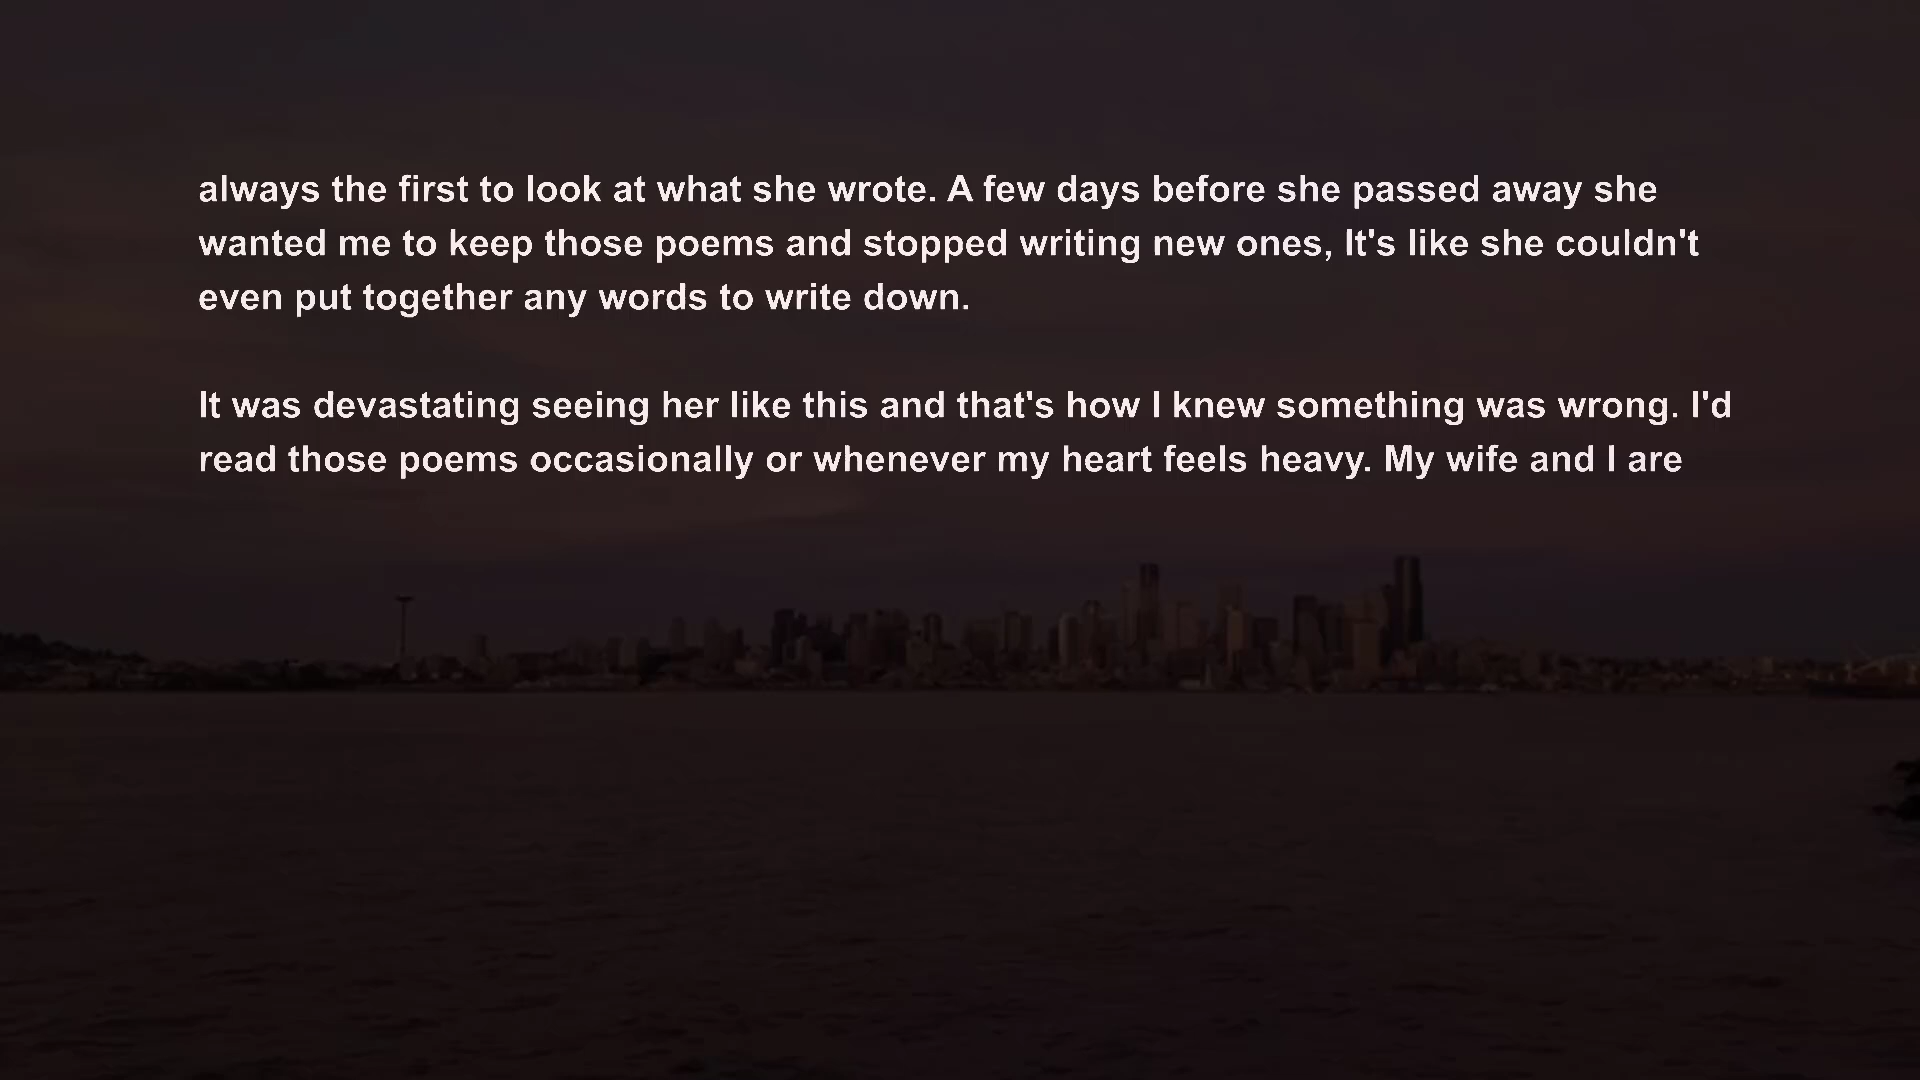 always the first to look at what she wrote. A few days before she passed away she
wanted me to keep those poems and stopped writing new ones, It's like she couldn't
even put together any words to write down.
It was devastating seeing her like this and that's how I knew something was wrong. I'd
read those poems occasionally or whenever my heart feels heavy. My wife and I are